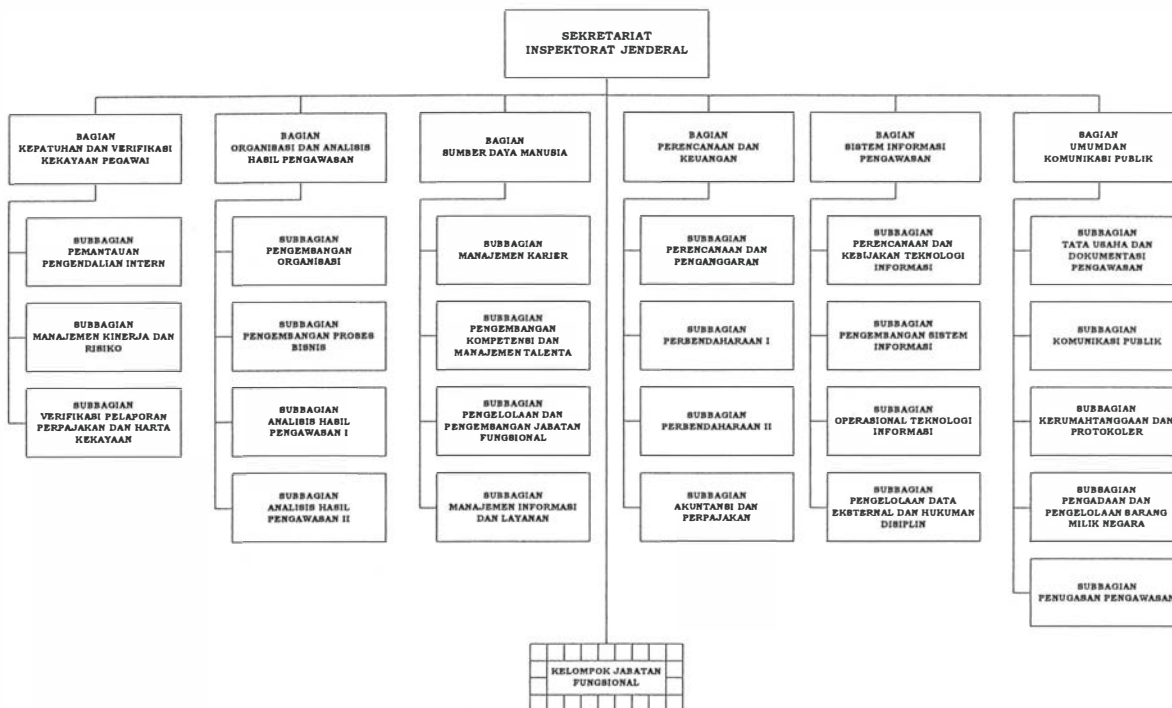 SEKRETARIAT
INSPEKTORAT JENDERAL
BAGIAN
KEPATUHAN DAN VERIFIKASI
KEKAYAAN PEGAWAI
BAGIAN
ORGANISASI DAN ANALISIS
HASIL PENGAWASAN
BAGIAN
SUMBER DAYA MANUSIA
BAGIAN
PERENCANAAN DAN
KEUANGAN
BAGIAN
SISTEM INFORMASI
PENGAWASAN
BAGIAN
UMUMDAN
KOMUNIKASI PUBLIK
SUBBAGIAN
PEMANTAUAN
PENGENDALIAN INTERN
SUBBAGIAN
MANAJEMEN KINERJA DAN
RISIKO
SUBBAGIAN
VERIFIKASI PELAPORAN
PERPAJAKAN DAN HARTA
KEKAYAAN
SUBBAGIAN
PENGEMBANGAN
ORGANISASI
SUBBAGIAN
PENGEMBANGAN PROSES
BISNIS
SUBBAGIAN
ANALISIS HASIL
PENGAWASAN I
SUBBAGIAN
ANALISIS HASIL
PENGAWASAN II
SUBBAGIAN
MANAJEMEN KARIER
SUBBAGIAN
PENGEMBANGAN
KOMPETENSI DAN
MANAJEMEN TALENTA
SUBBAGIAN
PENGELOLAAN DAN
PENGEMBANGAN JABATAN
FUNGSIONAL
SUBBAGIAN
MANAJEMEN INFORMASI
DAN LAYANAN
SUBBAGIAN
PERENCANAAN DAN
PENGANGGARAN
SUBBAGIAN
PERBENDAHARAAN I
SUBBAGIAN
PERBENDAHARAAN II
SUBBAGIAN
AKUNTANSI DAN
PERPAJAKAN
SUBBAGIAN
PERENCANAAN DAN
KEBIJAKAN TEKNOLOGI
INFORMASI
SUBBAGIAN
PENGEMBANGAN SISTEM
INFORMASI
SUBBAGIAN
OPERASIONAL TEKNOLOGI
INFORMASI
SUBBAGIAN
PENGELOLAAN DATA
EKSTERNAL DAN HUKUMAN
DISIPLIN
SUBBAGIAN
TATA USAHA DAN
DOKUMENTASI
PENGAWASAN
SUBBAGIAN
KOMUNIKASI PUBLIK
SUBBAGIAN
KERUMAHTANGGAAN DAN
PROTOKOLER
SUBBAGIAN
PENGADAAN DAN
PENGELOLAAN BARANG
MILIK NEGARA
SUBBAGIAN
PENUGASAN PENGAWASAN
KELOMPOK JABATAN
FUNGSIONAL